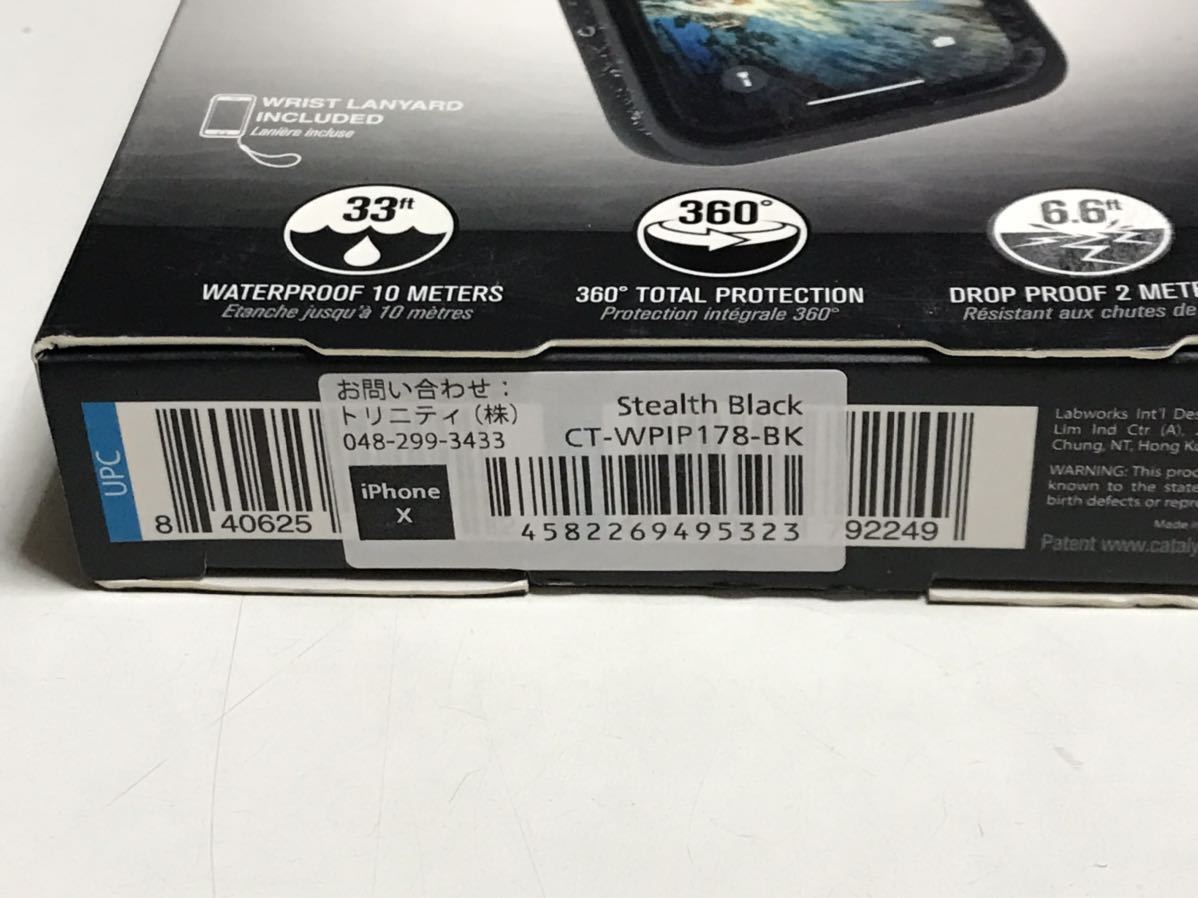 WRIST LANYARD
INCLUDED
Lanière incluse
33ft
WATERPROOF 10 METERS
Étanche jusqu'à 10 mètres
360°
360° TOTAL PROTECTION
Protection intégrale 360°
6.6ft
DROP PROOF 2 METE
Résistant aux chutes de
UPC
8 40625
792249
お問い合わせ：
トリニティ（株）
048-299-3433
Stealth Black
CT-WPIP178-BK
iPhone
X
4582269495323
Labworks Int'l Des
Lim Ind Ctr (A),
Chung, NT, Hong Ko
WARNING: This prod
known to the state
birth defects or repr
Made
Patent www.cataly